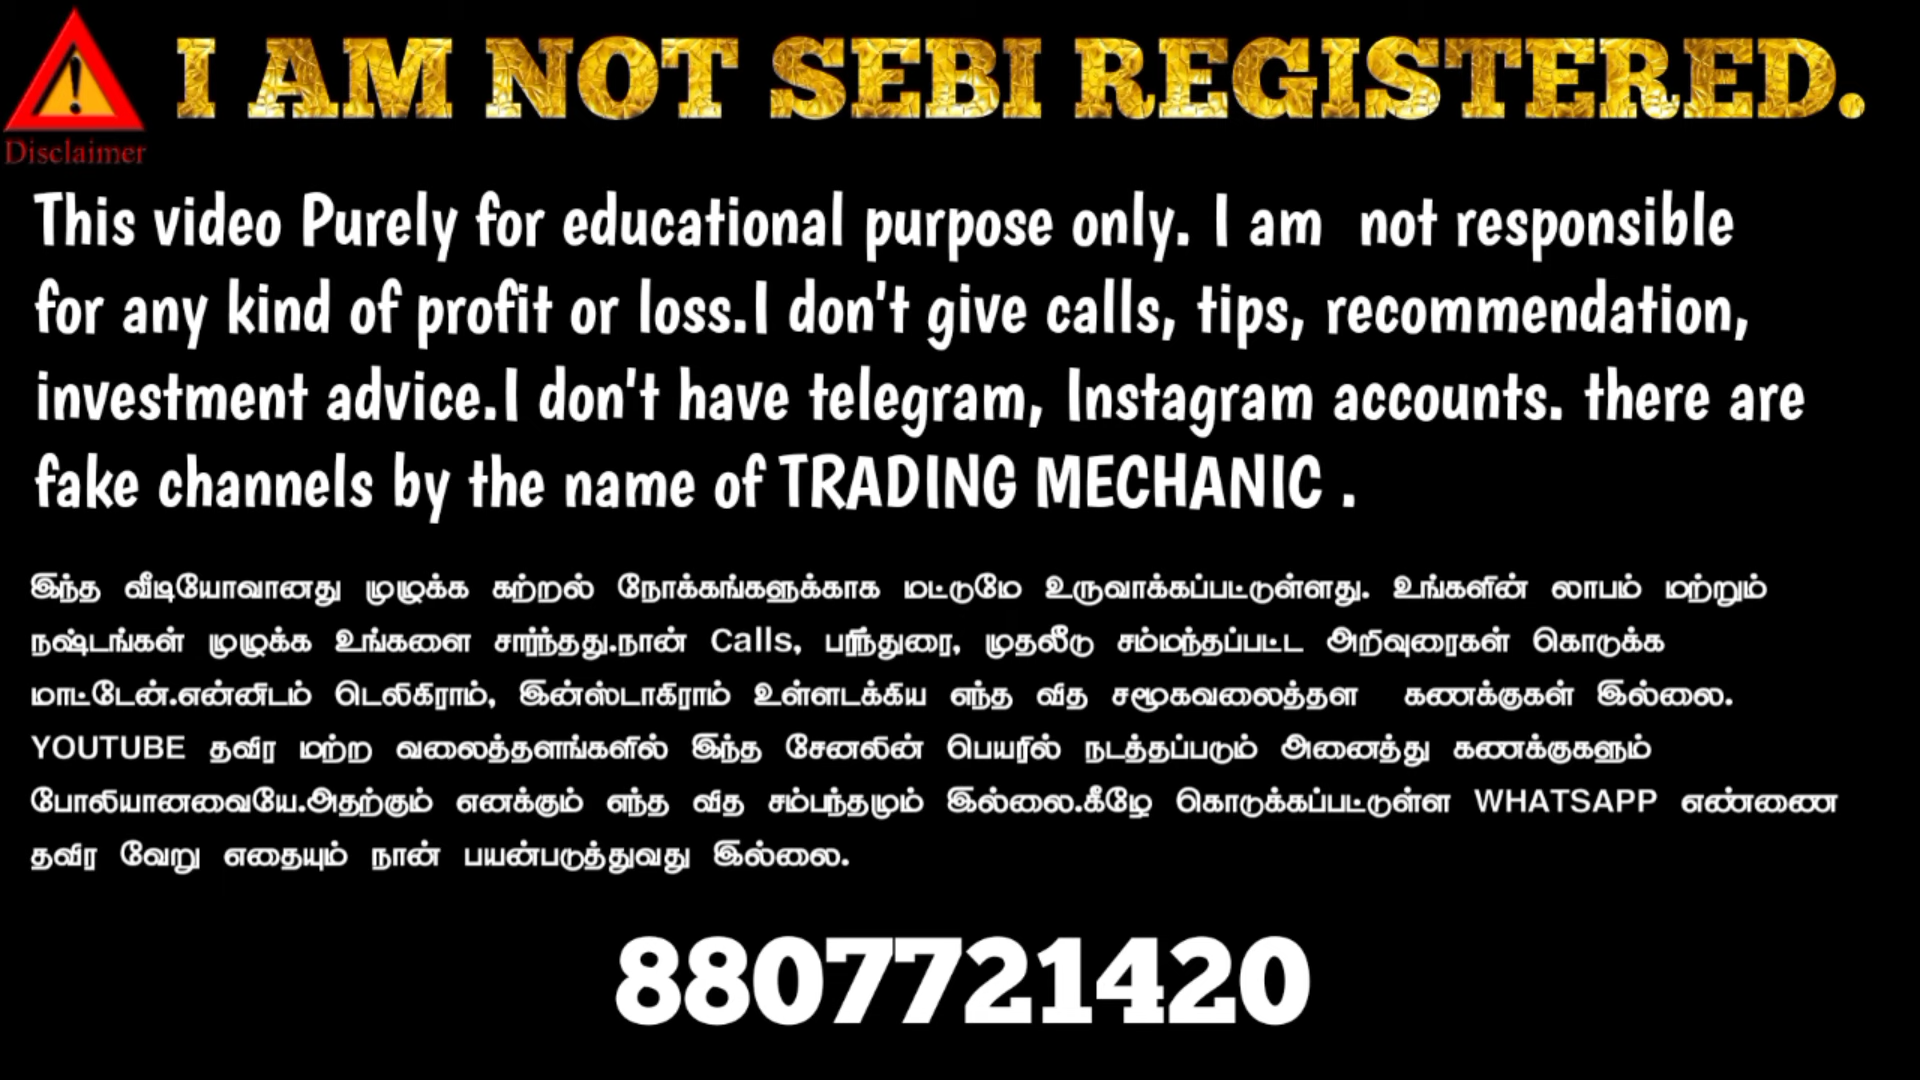 I AM NOT SEBI REGISTERED.
Disclaimer
This video Purely for educational purpose only. I am not responsible
for any kind of profit or loss.I don't give calls, tips, recommendation,
investment advice.I don't have telegram, Instagram accounts. there are
fake channels by the name of TRADING MECHANIC .
இந்த வீடியோவானது முழுக்க கற்றல் நோக்கங்களுக்காக மட்டுமே உருவாக்கப்பட்டுள்ளது. உங்களின் லாபம் மற்றும்
நஷ்டங்கள் முழுக்க உங்களை சார்ந்தது.நான் Calls, பரிந்துரை, முதலீடு சம்மந்தப்பட்ட அறிவுரைகள் கொடுக்க
மாட்டேன்.என்னிடம் டெலிகிராம், இன்ஸ்டாகிராம் உள்ளடக்கிய எந்த வித சமூகவலைத்தள கணக்குகள் இல்லை.
YOUTUBE தவிர மற்ற வலைத்தளங்களில் இந்த சேனலின் பெயரில் நடத்தப்படும் அனைத்து கணக்குகளும்
போலியானவையே.அதற்கும் எனக்கும் எந்த வித சம்பந்தமும் இல்லை.கீழே கொடுக்கப்பட்டுள்ள WHATSAPP எண்ணை
தவிர வேறு எதையும் நான் பயன்படுத்துவது இல்லை.
8807721420